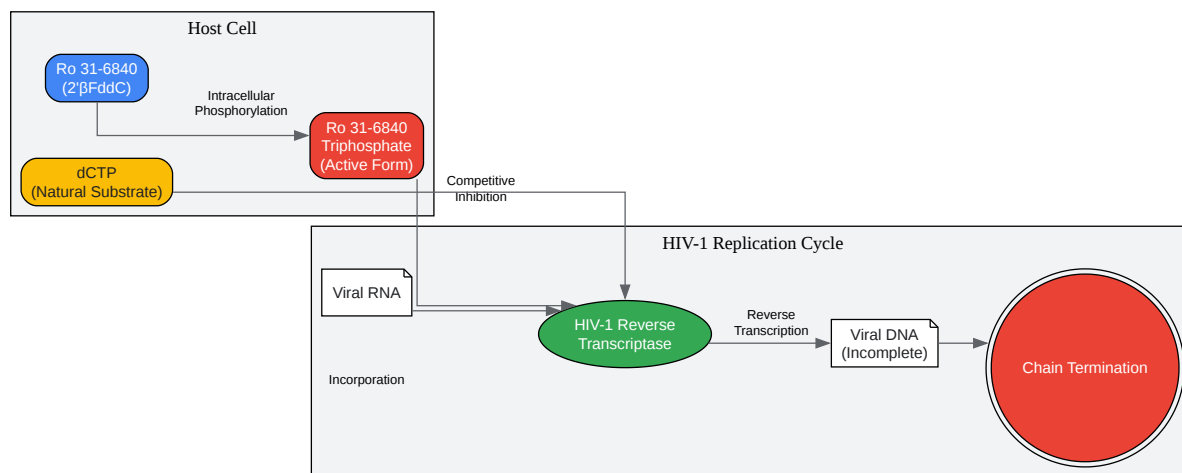 Host Cell
Ro 31-6840
(2'βFddC)
Intracellular
Phosphorylation
Ro 31-6840
Triphosphate
(Active Form)
dCTP
(Natural Substrate)
Competitive
Inhibition
HIV-1 Replication Cycle
Viral RNA
HIV-1 Reverse
Transcriptase
Reverse
Transcription
Viral DNA
(Incomplete)
Chain Termination
Incorporation